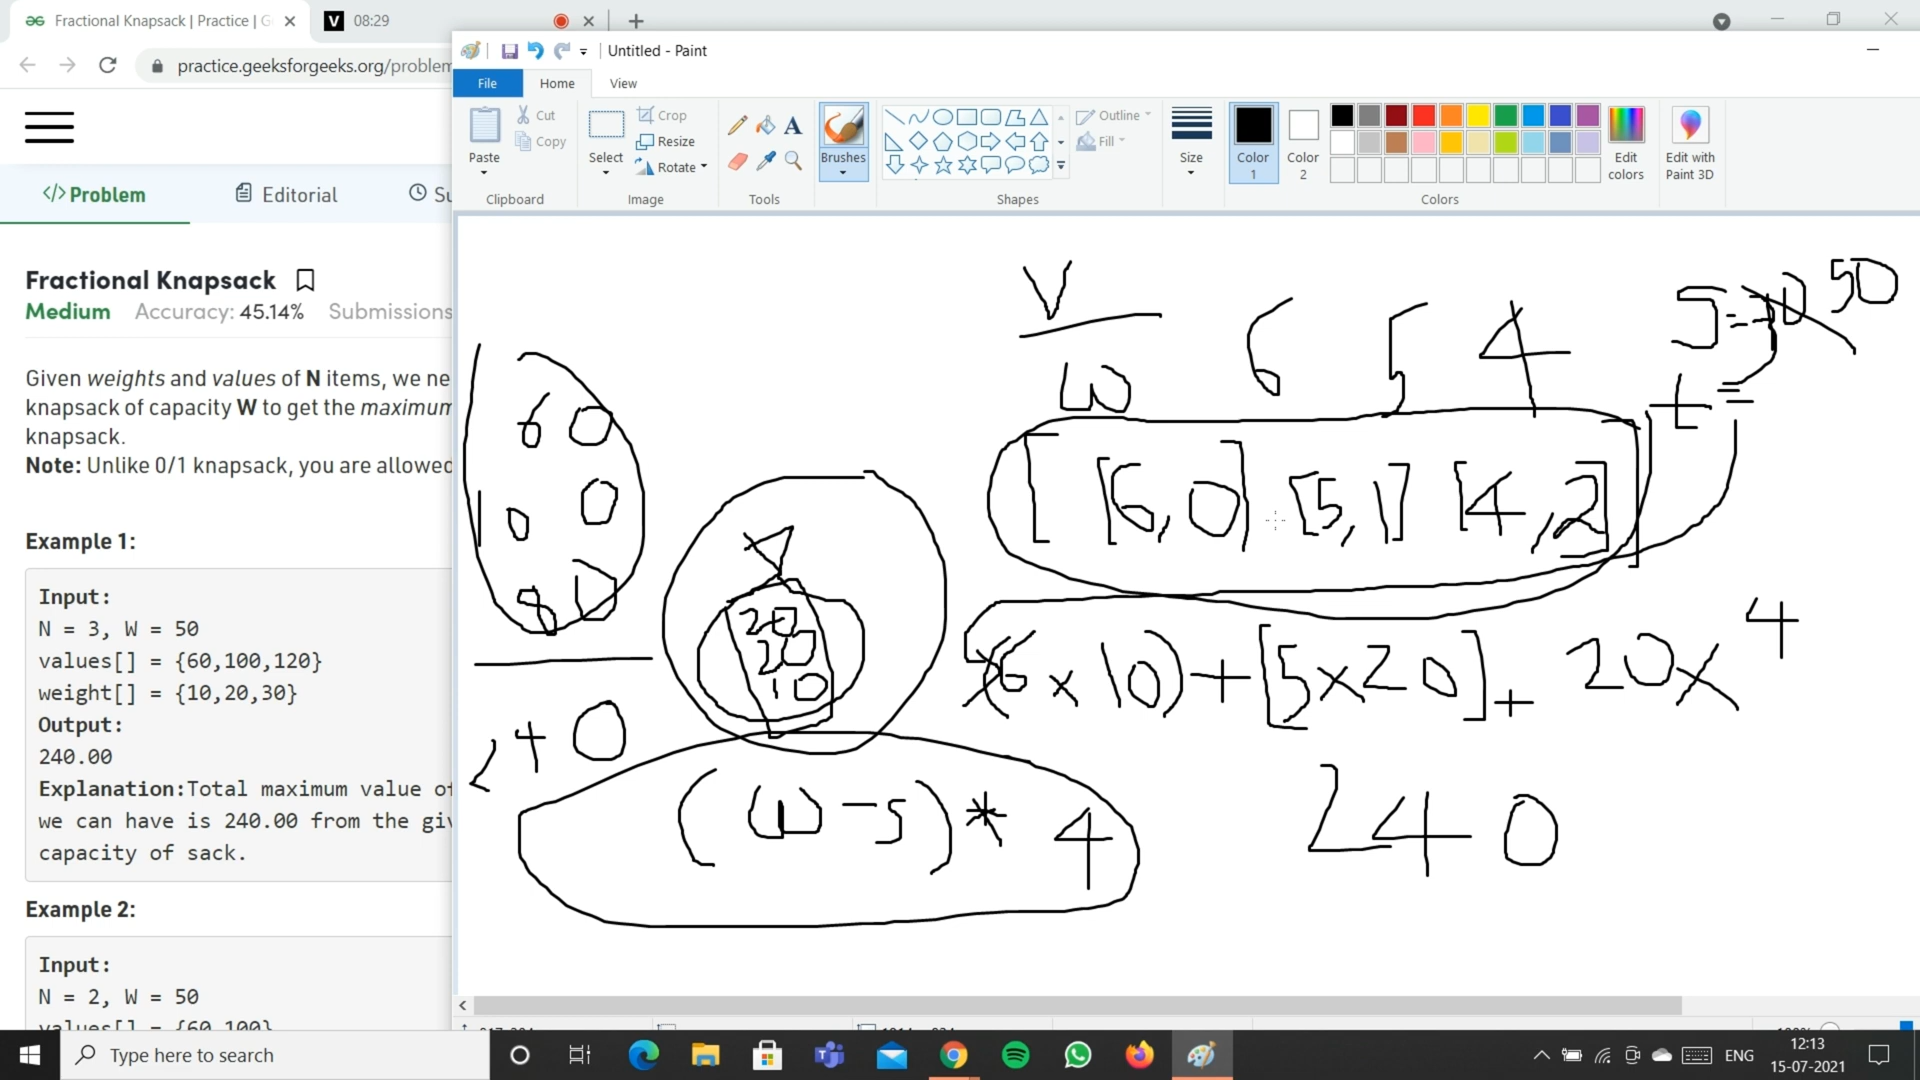 Fractional Knapsack | Practice | G
08:29
practice.geeksforgeeks.org/problem
Untitled - Paint
File
Home
View
Paste
Cut
Copy
Clipboard
Select
Crop
Resize
Rotate
Image
Tools
Brushes
Shapes
Outline
Fill
Size
Color 1
Color 2
Edit colors
Edit with Paint 3D
Colors
</> Problem
Editorial
Su
Fractional Knapsack
Medium Accuracy: 45.14% Submissions
Given weights and values of N items, we ne
knapsack of capacity W to get the maximum
knapsack.
Note: Unlike 0/1 knapsack, you are allowed
Example 1:
Input:
N = 3, W = 50
values[] = {60,100,120}
weight[] = {10,20,30}
Output:
240.00
Explanation:Total maximum value of
we can have is 240.00 from the giv
capacity of sack.
Example 2:
Input:
N = 2, W = 50
values[] = {60,100}
V
6 5 4
50
t =
[ [6,0], [5,1] [4,2] ]
60
20
20
10
(6 x 10) + [5x20] + 20x4
240
- s) * 4
Type here to search
ENG
12:13
15-07-2021